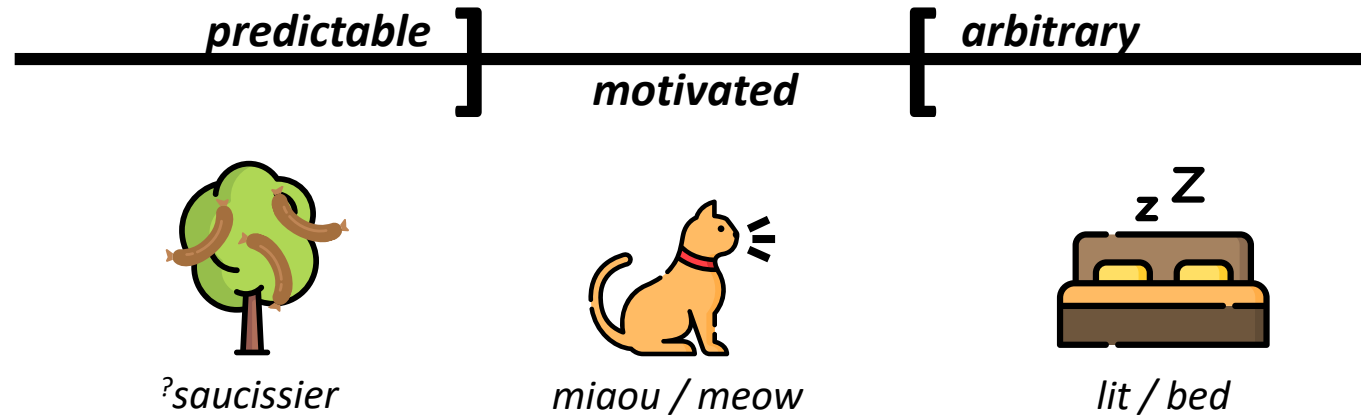 predictable
arbitrary
motivated
z Z
?saucissier
miaou / meow
lit / bed